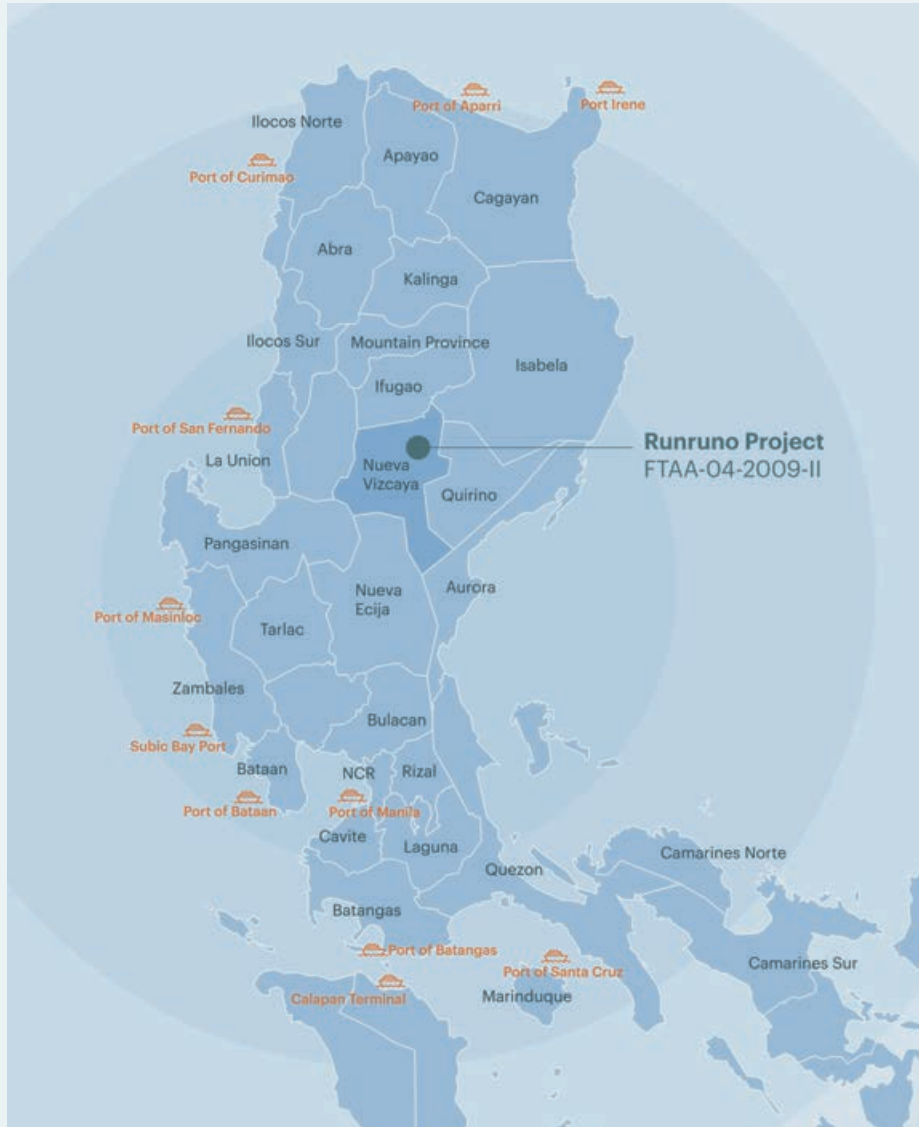 Port of Aparri
Port Irene
Ilocos Norte
Apayao
Port of Curimao
Cagayan
Abra
Kalinga
Ilocos Sur
Mountain Province
Isabela
Ifugao
Port of San Fernando
Runruno Project
La Union
FTAA-04-2009-II
Nueva
Vizcaya
Quirino
Pangasinan
Nueva
Ecija
Aurora
Port of Masinloc
Tarlac
Zambales
Bulacan
Subic Bay Port
Bataan
NCR
Rizal
Port of Bataan
Port of Manila
Cavite
Laguna
Camarines Norte
Quezon
Batangas
Port of Batangas
Camarines Sur
Port of Santa Cruz
Calapan Terminal
Marinduque